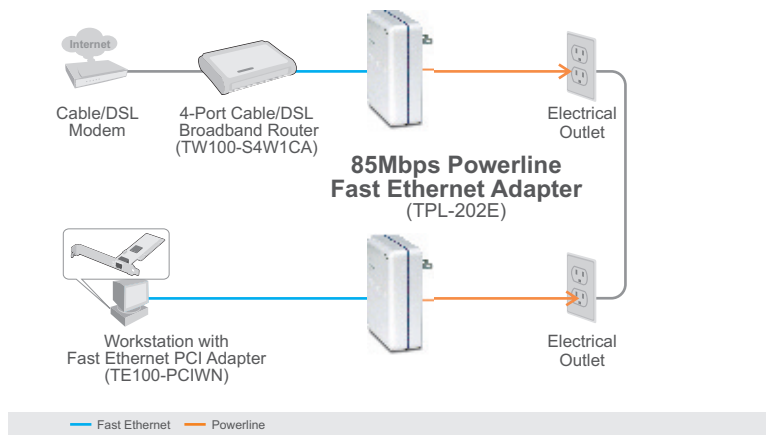 Internet
Cable/DSL
Modem
4-Port Cable/DSL
Broadband Router
(TW100-S4W1CA)
Electrical
Outlet
85Mbps Powerline
Fast Ethernet Adapter
(TPL-202E)
Workstation with
Fast Ethernet PCI Adapter
(TE100-PCIWN)
Electrical
Outlet
Fast Ethernet
Powerline